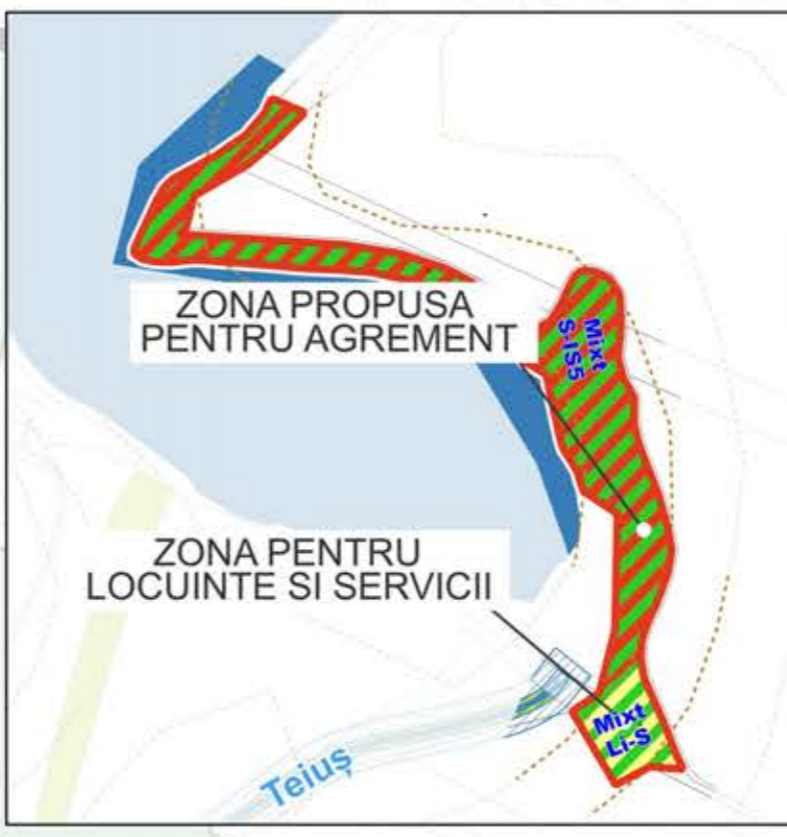 ZONA PROPUSA
PENTRU AGREMENT
Mixt
S-IS5
ZONA PENTRU
LOCUINTE SI SERVICII
Mixt
Li-S
Teiuș